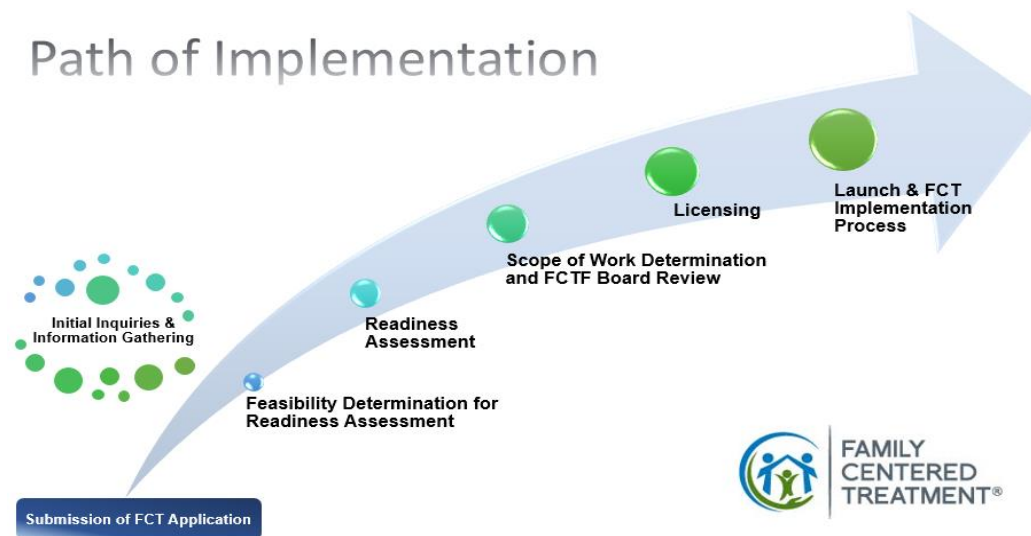 Path of Implementation
Initial Inquiries &
Information Gathering
Submission of FCT Application
Feasibility Determination for
Readiness Assessment
Readiness
Assessment
Scope of Work Determination
and FCTF Board Review
Licensing
Launch & FCT
Implementation
Process
FAMILY
CENTERED
TREATMENT®